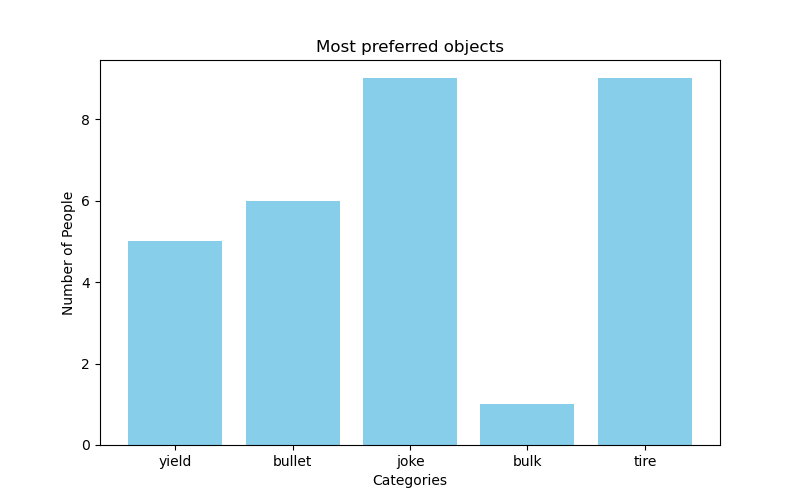 Most preferred objects
8
6
4
2
0
Number of People
yield bullet joke bulk tire
Categories